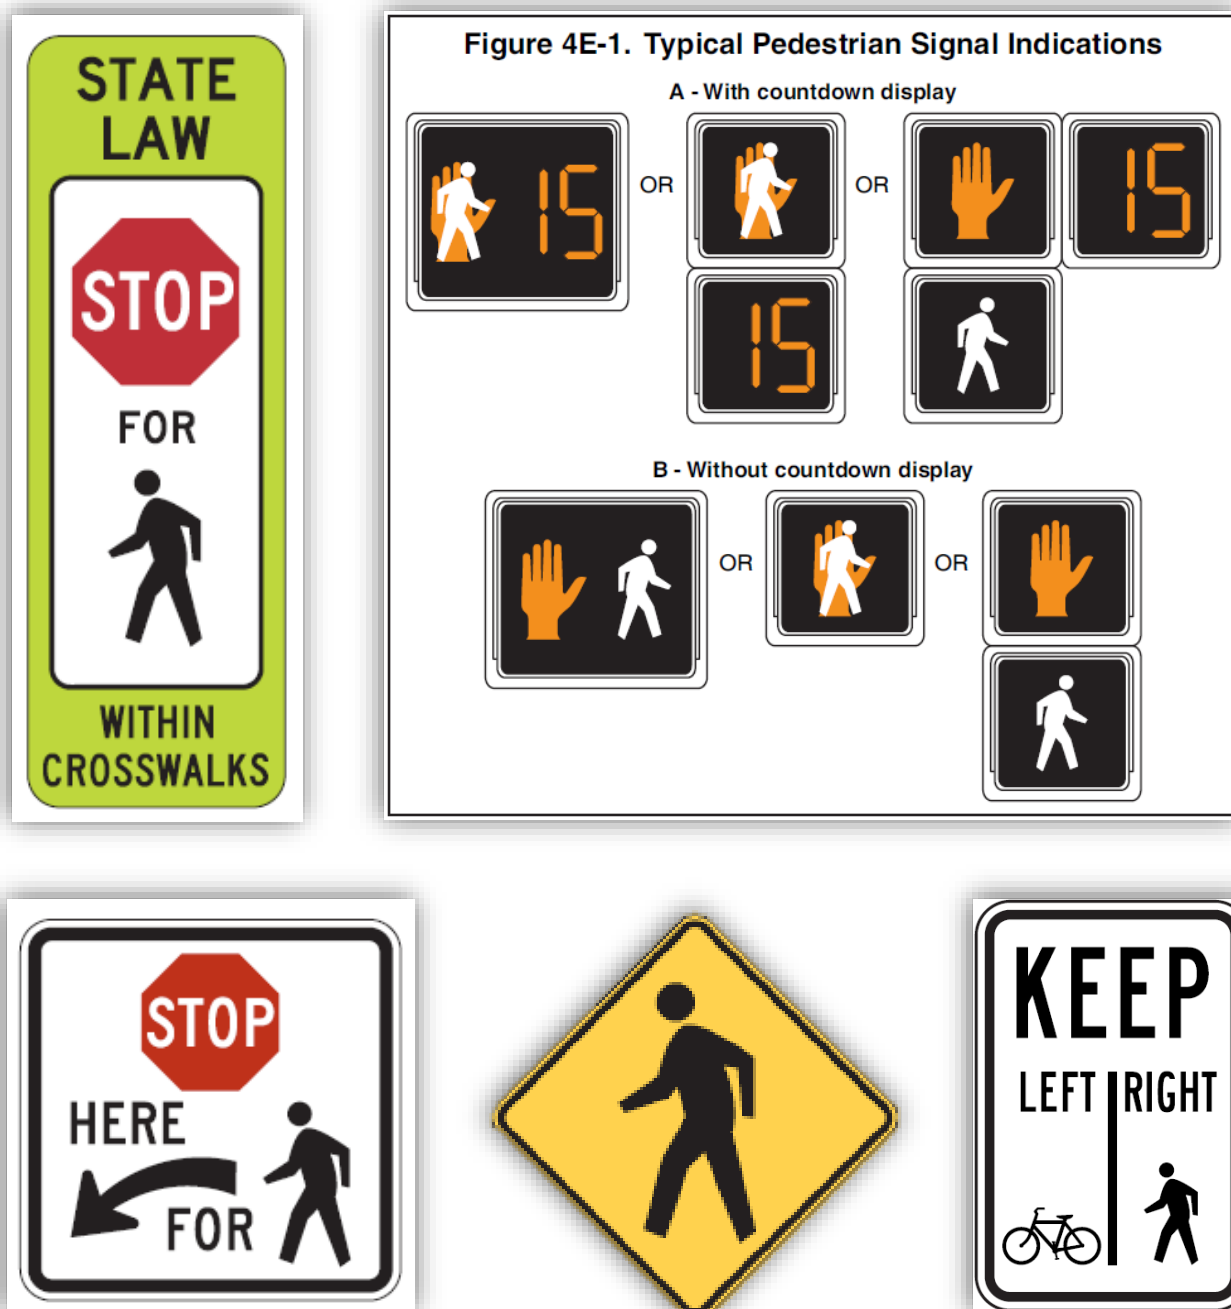 STATE
LAW
STOP
FOR
WITHIN
CROSSWALKS
Figure 4E-1. Typical Pedestrian Signal Indications
A - With countdown display
15 OR OR 15
15
B - Without countdown display
OR OR
STOP
HERE
FOR
KEEP
LEFT RIGHT